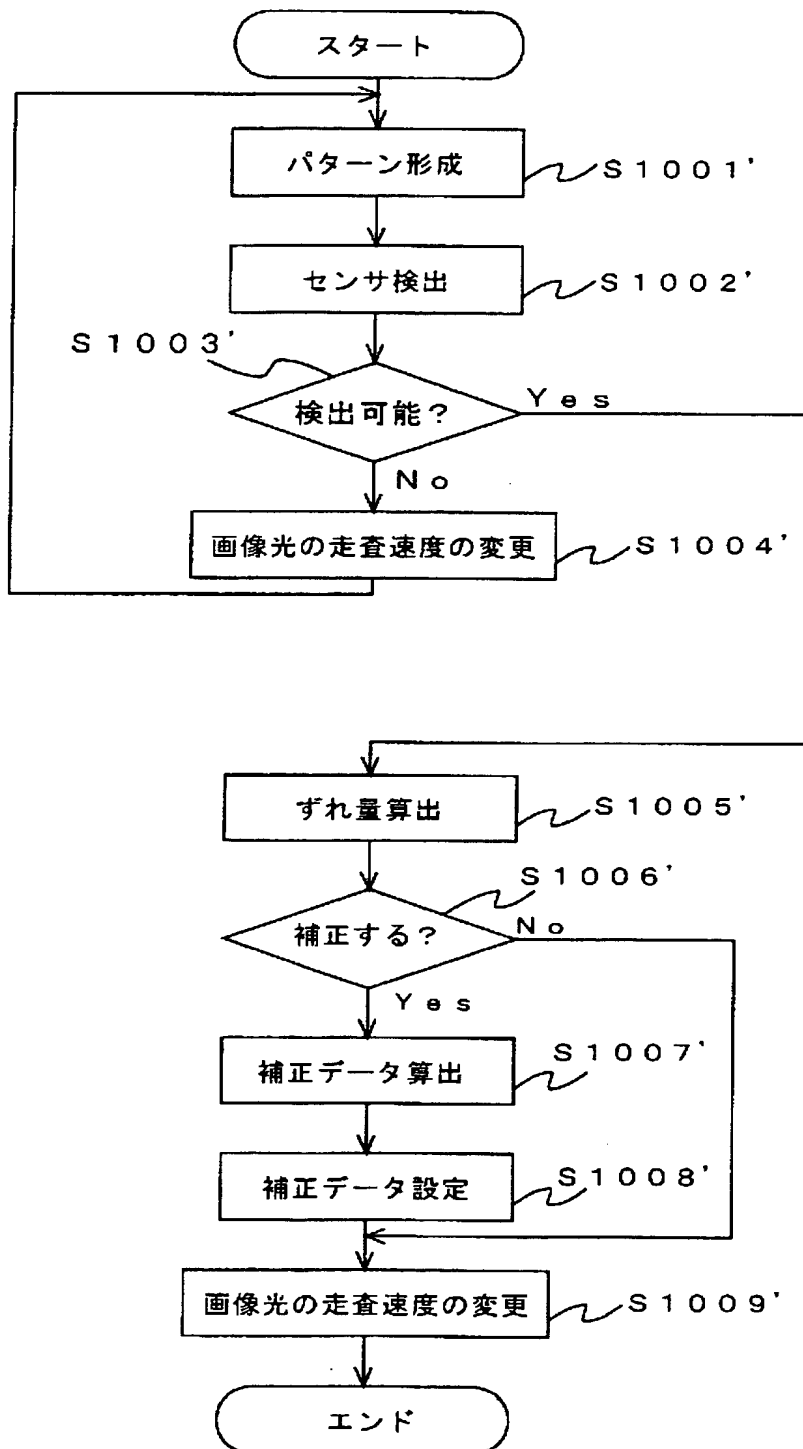 スタート
パターン形成
S1001'
センサ検出
S1002'
S1003'
検出可能?
Yes
No
画像光の走査速度の変更
S1004'
ずれ量算出
S1005'
S1006'
補正する?
No
Yes
補正データ算出
S1007'
補正データ設定
S1008'
画像光の走査速度の変更
S1009'
エンド